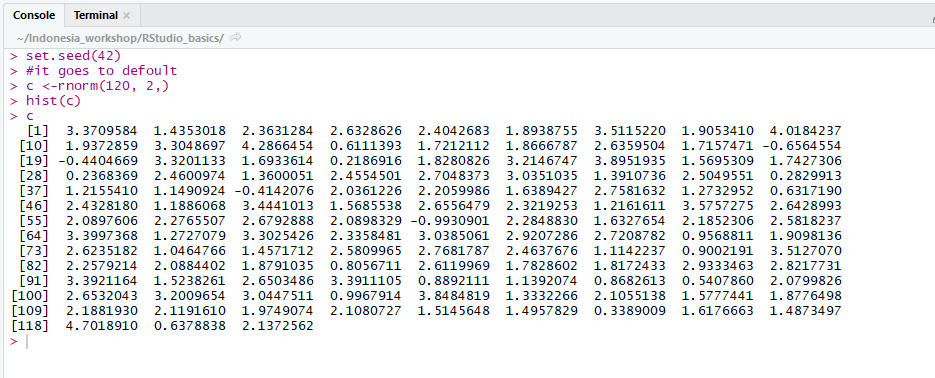 Console Terminal ×
~/Indonesia_workshop/RStudio_basics/
> set.seed(42)
> #it goes to defoult
> c <-rnorm(120, 2,)
> hist(c)
> c
[1] 3.3709584 1.4353018 2.3631284 2.6328626 2.4042683 1.8938755 3.5115220 1.9053410 4.0184237
[10] 1.9372859 3.3048697 4.2866454 0.6111393 1.7212112 1.8666787 2.6359504 1.7157471 -0.6564554
[19] -0.4404669 3.3201133 1.6933614 0.2186916 1.8280826 3.2146747 3.8951935 1.5695309 1.7427306
[28] 0.2368369 2.4600974 1.3600051 2.4554501 2.7048373 3.0351035 1.3910736 2.5049551 0.2829913
[37] 1.2155410 1.1490924 -0.4142076 2.0361226 2.2059986 1.6389427 2.7581632 1.2732952 0.6317190
[46] 2.4328180 1.1886068 3.4441013 1.5685538 2.6556479 2.3219253 1.2161611 3.5757275 2.6428993
[55] 2.0897606 2.2765507 2.6792888 2.0898329 -0.9930901 2.2848830 1.6327654 2.1852306 2.5818237
[64] 3.3997368 1.2727079 3.3025426 2.3358481 3.0385061 2.9207286 2.7208782 0.9568811 1.9098136
[73] 2.6235182 1.0464766 1.4571712 2.5809965 2.7681787 2.4637676 1.1142237 0.9002191 3.5127070
[82] 2.2579214 2.0884402 1.8791035 0.8056711 2.6119969 1.7828602 1.8172433 2.9333463 2.8217731
[91] 3.3921164 1.5238261 2.6503486 3.3911105 0.8892111 1.1392074 0.8682613 0.5407860 2.0799826
[100] 2.6532043 3.2009654 3.0447511 0.9967914 3.8484819 1.3332266 2.1055138 1.5777441 1.8776498
[109] 2.1881930 2.1191610 1.9749074 2.1080727 1.5145648 1.4957829 0.3389009 1.6176663 1.4873497
[118] 4.7018910 0.6378838 2.1372562
>